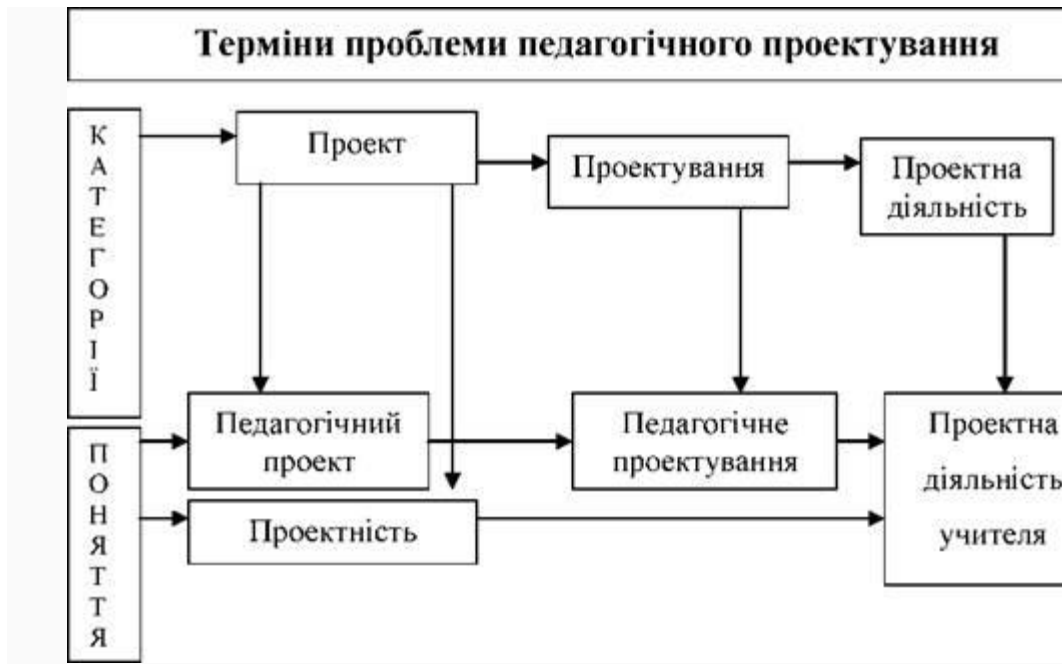 Терміни проблеми педагогічного проектування
К
А
Т
Е
Г
О
Р
І
Ї
Проект
Проектування
Проектна
діяльність
П
О
Н
Я
Т
Т
Я
Педагогічний
проект
Педагогічне
проектування
Проектна
діяльність
учителя
Проектність